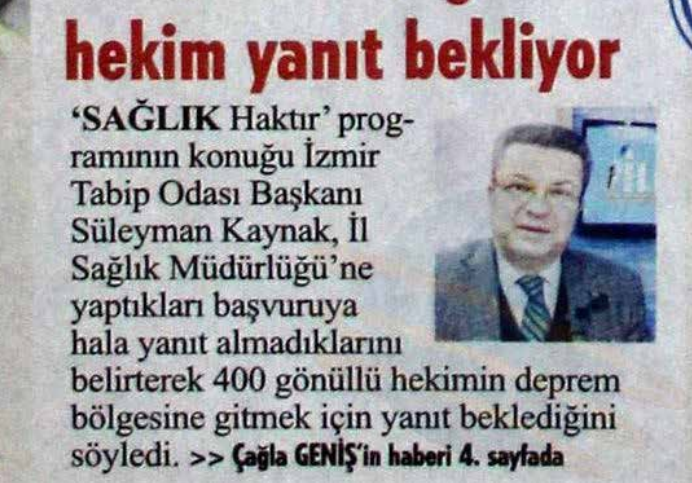 hekim yanıt bekliyor
‘SAĞLIK Haktır’ prog-
ramının konuğu İzmir
Tabip Odası Başkanı
Süleyman Kaynak, İl
Sağlık Müdürlüğü’ne
yaptıkları başvuruya
hala yanıt almadıklarını
belirterek 400 gönüllü hekimin deprem
bölgesine gitmek için yanıt beklediğini
söyledi. >> Çağla GENİŞ’in haberi 4. sayfada